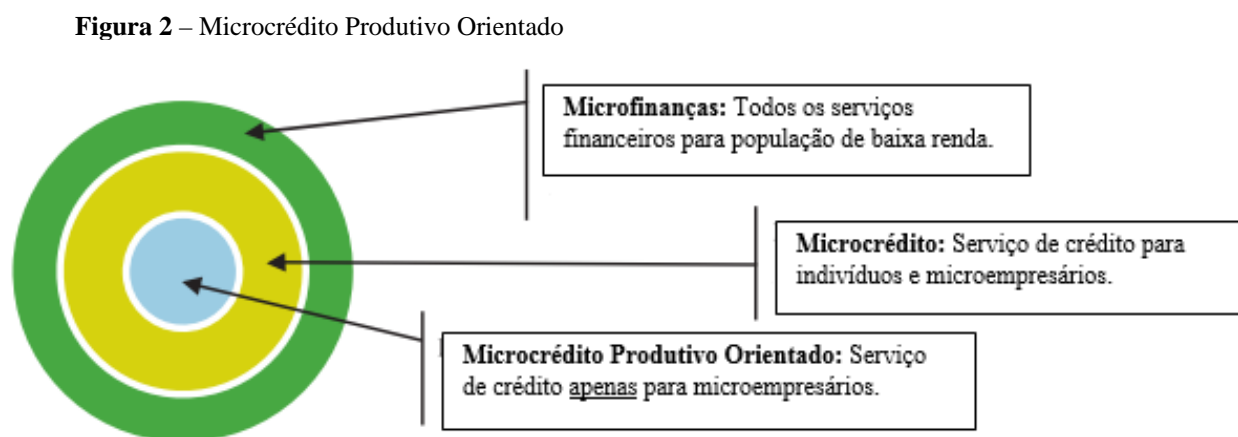 Figura 2 – Microcrédito Produtivo Orientado
Microfinanças: Todos os serviços
financeiros para população de baixa renda.
Microcrédito: Serviço de crédito para
indivíduos e microempresários.
Microcrédito Produtivo Orientado: Serviço
de crédito apenas para microempresários.